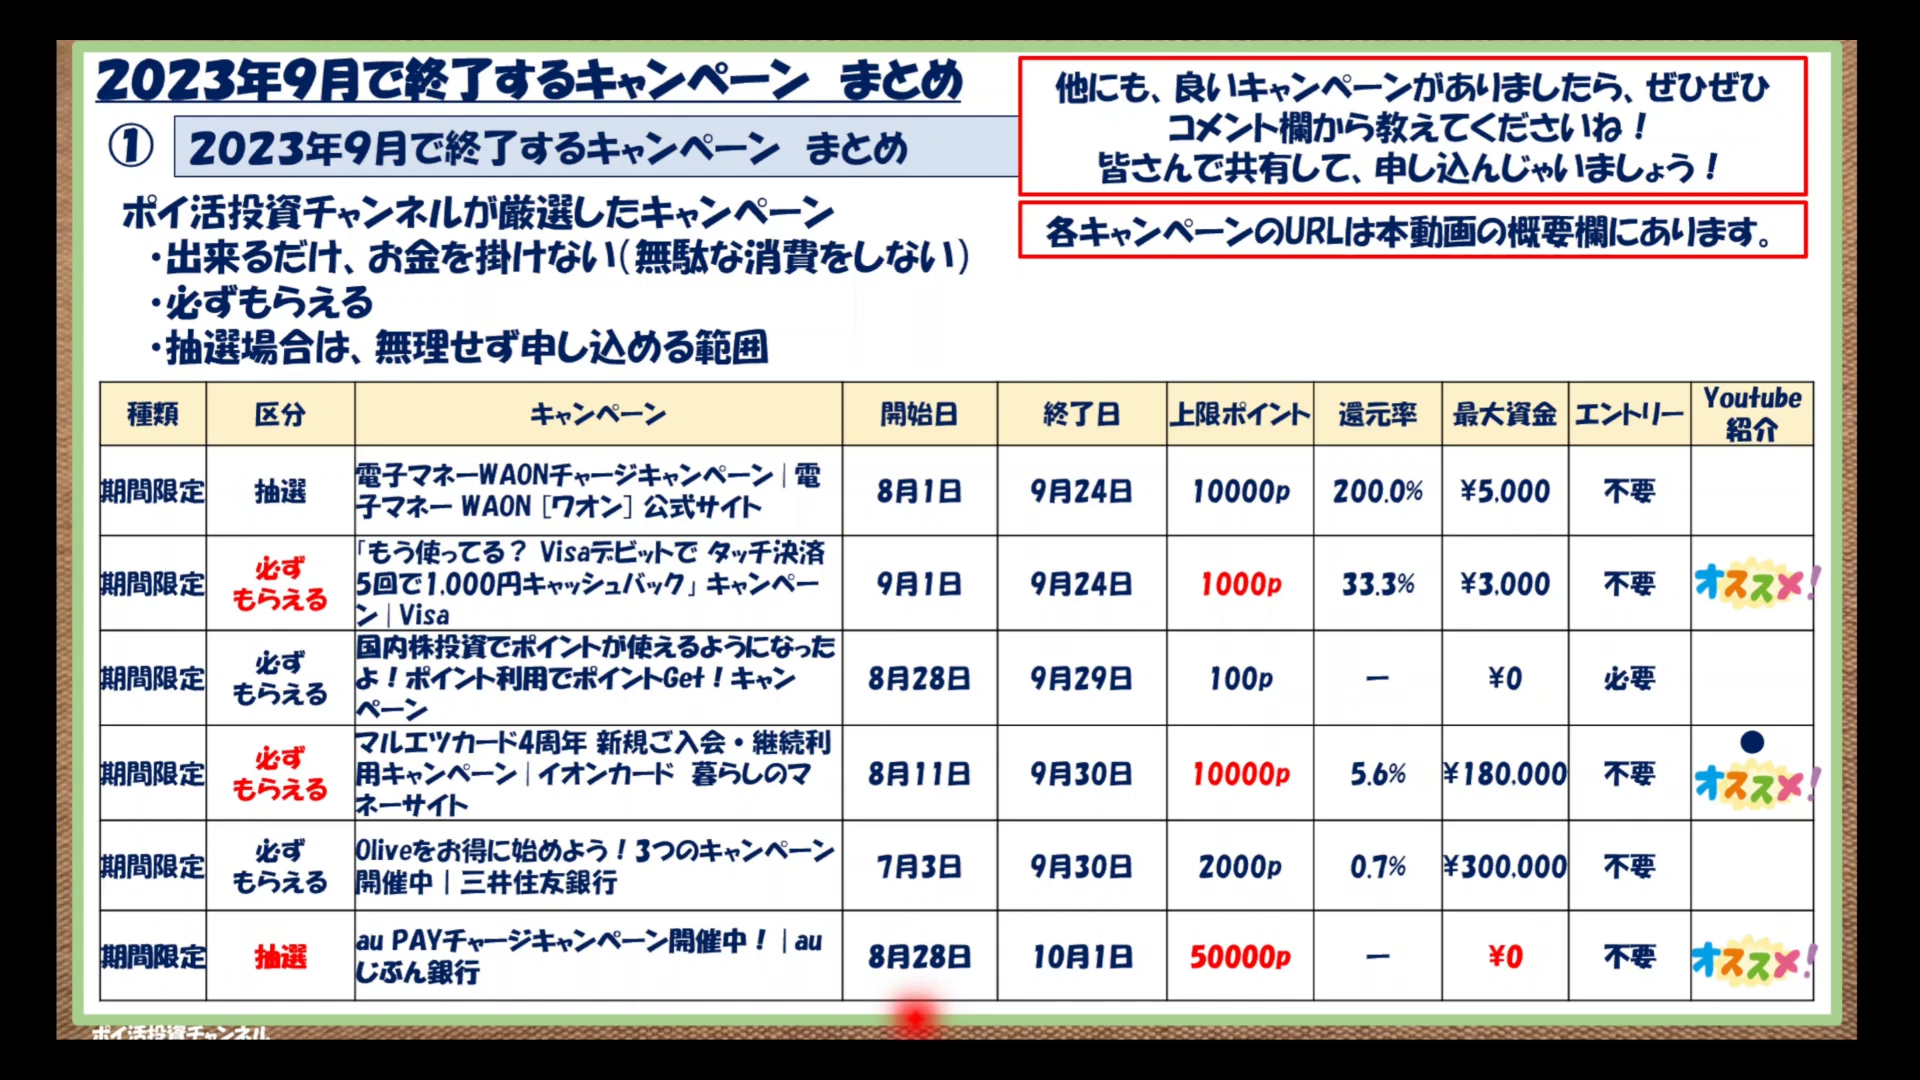 2023年9月で終了するキャンペーン　まとめ
① 2023年9月で終了するキャンペーン　まとめ
他にも、良いキャンペーンがありましたら、ぜひぜひ
コメント欄から教えてくださいね！
皆さんで共有して、申し込んじゃいましょう！
各キャンペーンのURLは本動画の概要欄にあります。
ポイ活投資チャンネルが厳選したキャンペーン
・出来るだけ、お金を掛けない（無駄な消費をしない）
・必ずもらえる
・抽選場合は、無理せず申し込める範囲
種類 区分 キャンペーン 開始日 終了日 上限ポイント 還元率 最大資金 エントリー Youtube
紹介
期間限定 抽選 電子マネーWAONチャージキャンペーン｜電
子マネー WAON［ワオン］公式サイト 8月1日 9月24日 10000p 200.0% ¥5,000 不要
期間限定 必ず
もらえる 「もう使ってる？ Visaデビットで タッチ決済
5回で1,000円キャッシュバック」キャンペー
ン｜Visa 9月1日 9月24日 1000p 33.3% ¥3,000 不要 オススメ！
期間限定 必ず
もらえる 国内株投資でポイントが使えるようになった
よ！ポイント利用でポイントGet！キャン
ペーン 8月28日 9月29日 100p ー ¥0 必要
期間限定 必ず
もらえる マルエツカード4周年 新規ご入会・継続利
用キャンペーン｜イオンカード　暮らしのマ
ネーサイト 8月11日 9月30日 10000p 5.6% ¥180,000 不要 ●
オススメ！
期間限定 必ず
もらえる Oliveをお得に始めよう！3つのキャンペーン
開催中｜三井住友銀行 7月3日 9月30日 2000p 0.7% ¥300,000 不要
期間限定 抽選 au PAYチャージキャンペーン開催中！｜au
じぶん銀行 8月28日 10月1日 50000p ー ¥0 不要 オススメ！
ポイ活投資チャンネル